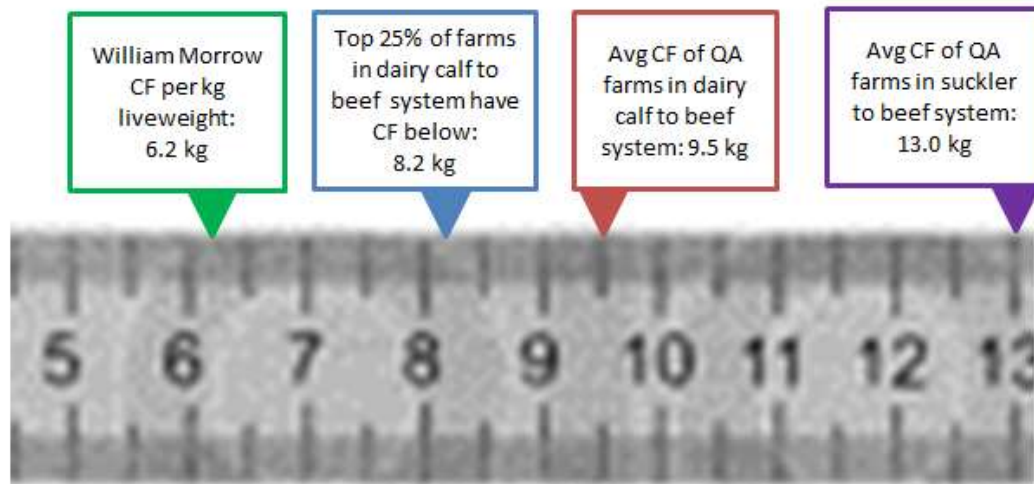 William Morrow
CF per kg
liveweight:
6.2 kg
Top 25% of farms
in dairy calf to
beef system have
CF below:
8.2 kg
Avg CF of QA
farms in dairy
calf to beef
system: 9.5 kg
Avg CF of QA
farms in suckler
to beef system:
13.0 kg
5 6 7 8 9 10 11 12 13